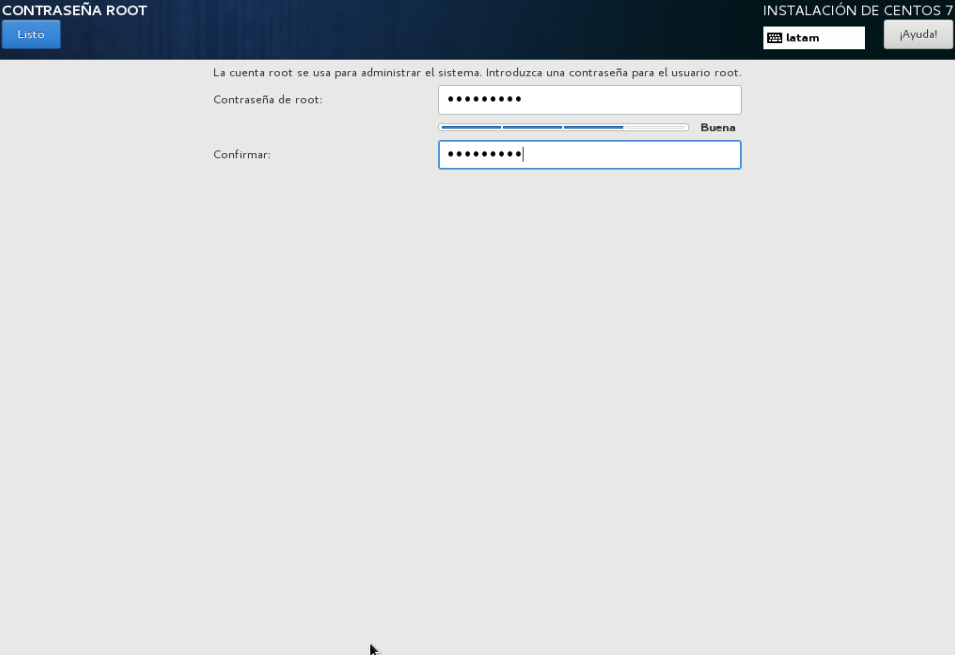 CONTRASEÑA ROOT
INSTALACIÓN DE CENTOS 7
Listo
latam
¡Ayuda!
La cuenta root se usa para administrar el sistema. Introduzca una contraseña para el usuario root.
Contraseña de root:
•••••••••
Buena
Confirmar:
•••••••••